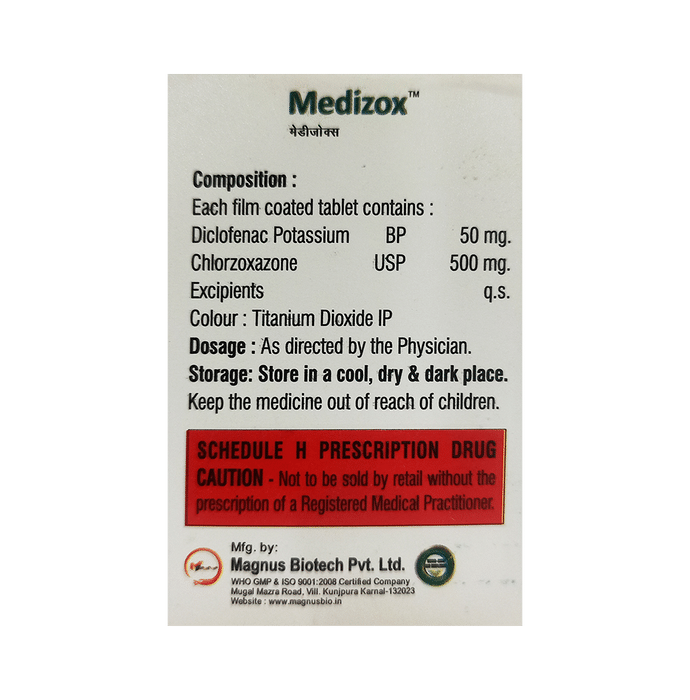 Medizox™
मेडीजोक्स
Composition :
Each film coated tablet contains :
Diclofenac Potassium BP 50 mg.
Chlorzoxazone USP 500 mg.
Excipients q.s.
Colour : Titanium Dioxide IP
Dosage : As directed by the Physician.
Storage: Store in a cool, dry & dark place.
Keep the medicine out of reach of children.
SCHEDULE H PRESCRIPTION DRUG
CAUTION - Not to be sold by retail without the
prescription of a Registered Medical Practitioner.
Mfg. by:
Magnus Biotech Pvt. Ltd.
WHO GMP & ISO 9001:2008 Certified Company
Mugal Mazra Road, Vill. Kunjpura Karnal-132023
Website : www.magnusbio.in